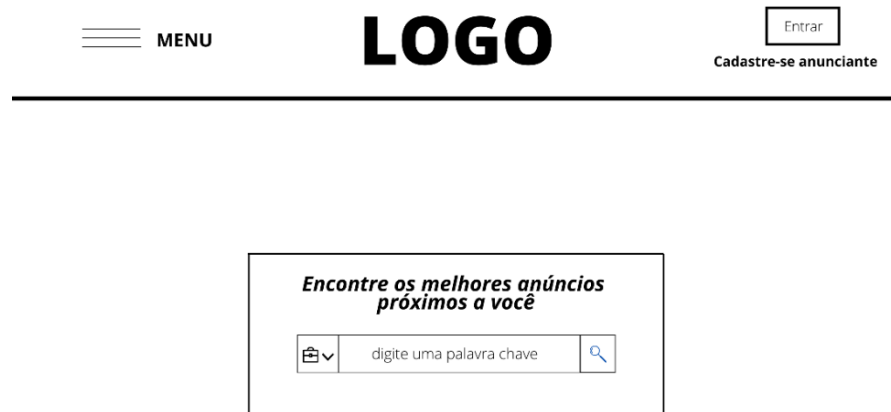 MENU
LOGO
Entrar
Cadastre-se anunciante
Encontre os melhores anúncios
próximos a você
digite uma palavra chave